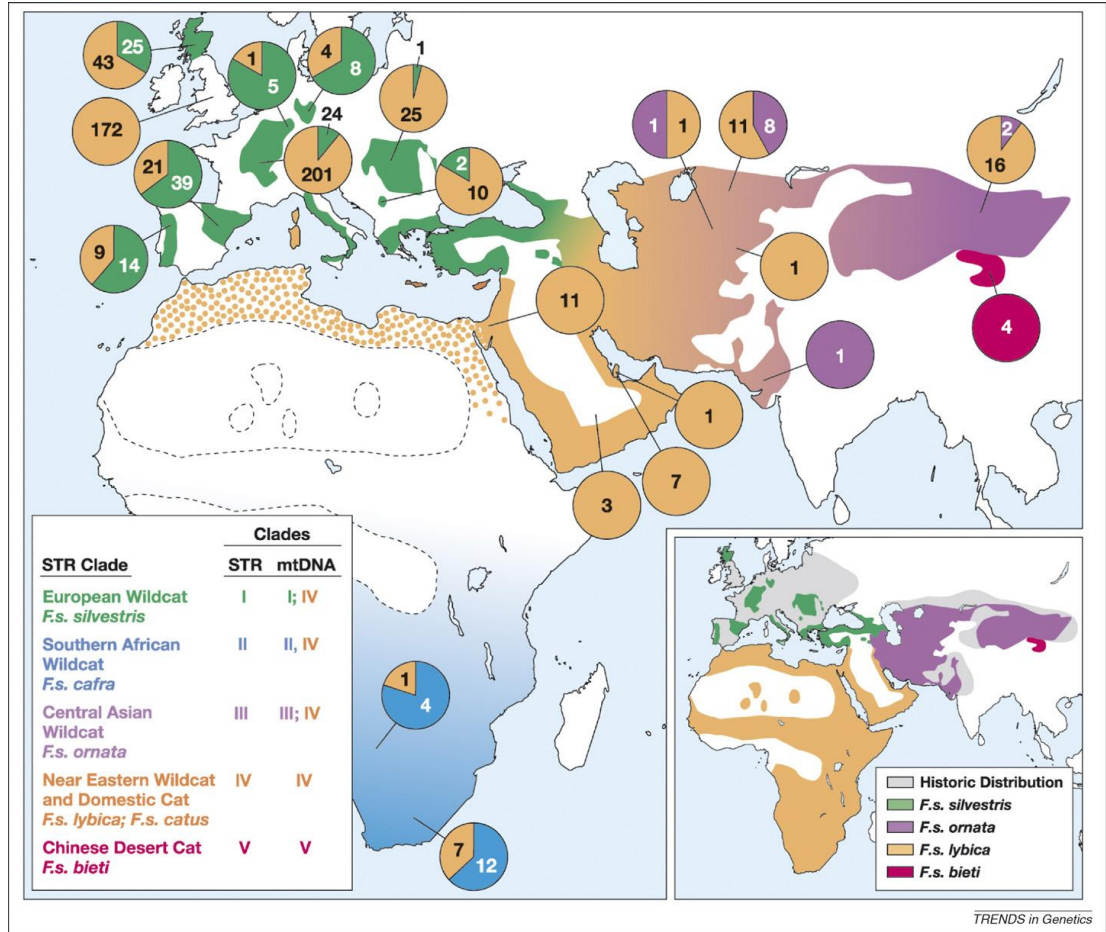 25
43
172
1
5
4
8
1
25
24
201
21
39
2
10
9
14
1 1
11 8
2
16
1
4
1
11
1
7
3
Clades
STR Clade STR mtDNA
European Wildcat I I; IV
F.s. silvestris
Southern African II II, IV
Wildcat
F.s. cafra
Central Asian III III; IV
Wildcat
F.s. ornata
Near Eastern Wildcat IV IV
and Domestic Cat
F.s. lybica; F.s. catus
Chinese Desert Cat V V
F.s. bieti
1
4
7
12
Historic Distribution
F.s. silvestris
F.s. ornata
F.s. lybica
F.s. bieti
TRENDS in Genetics